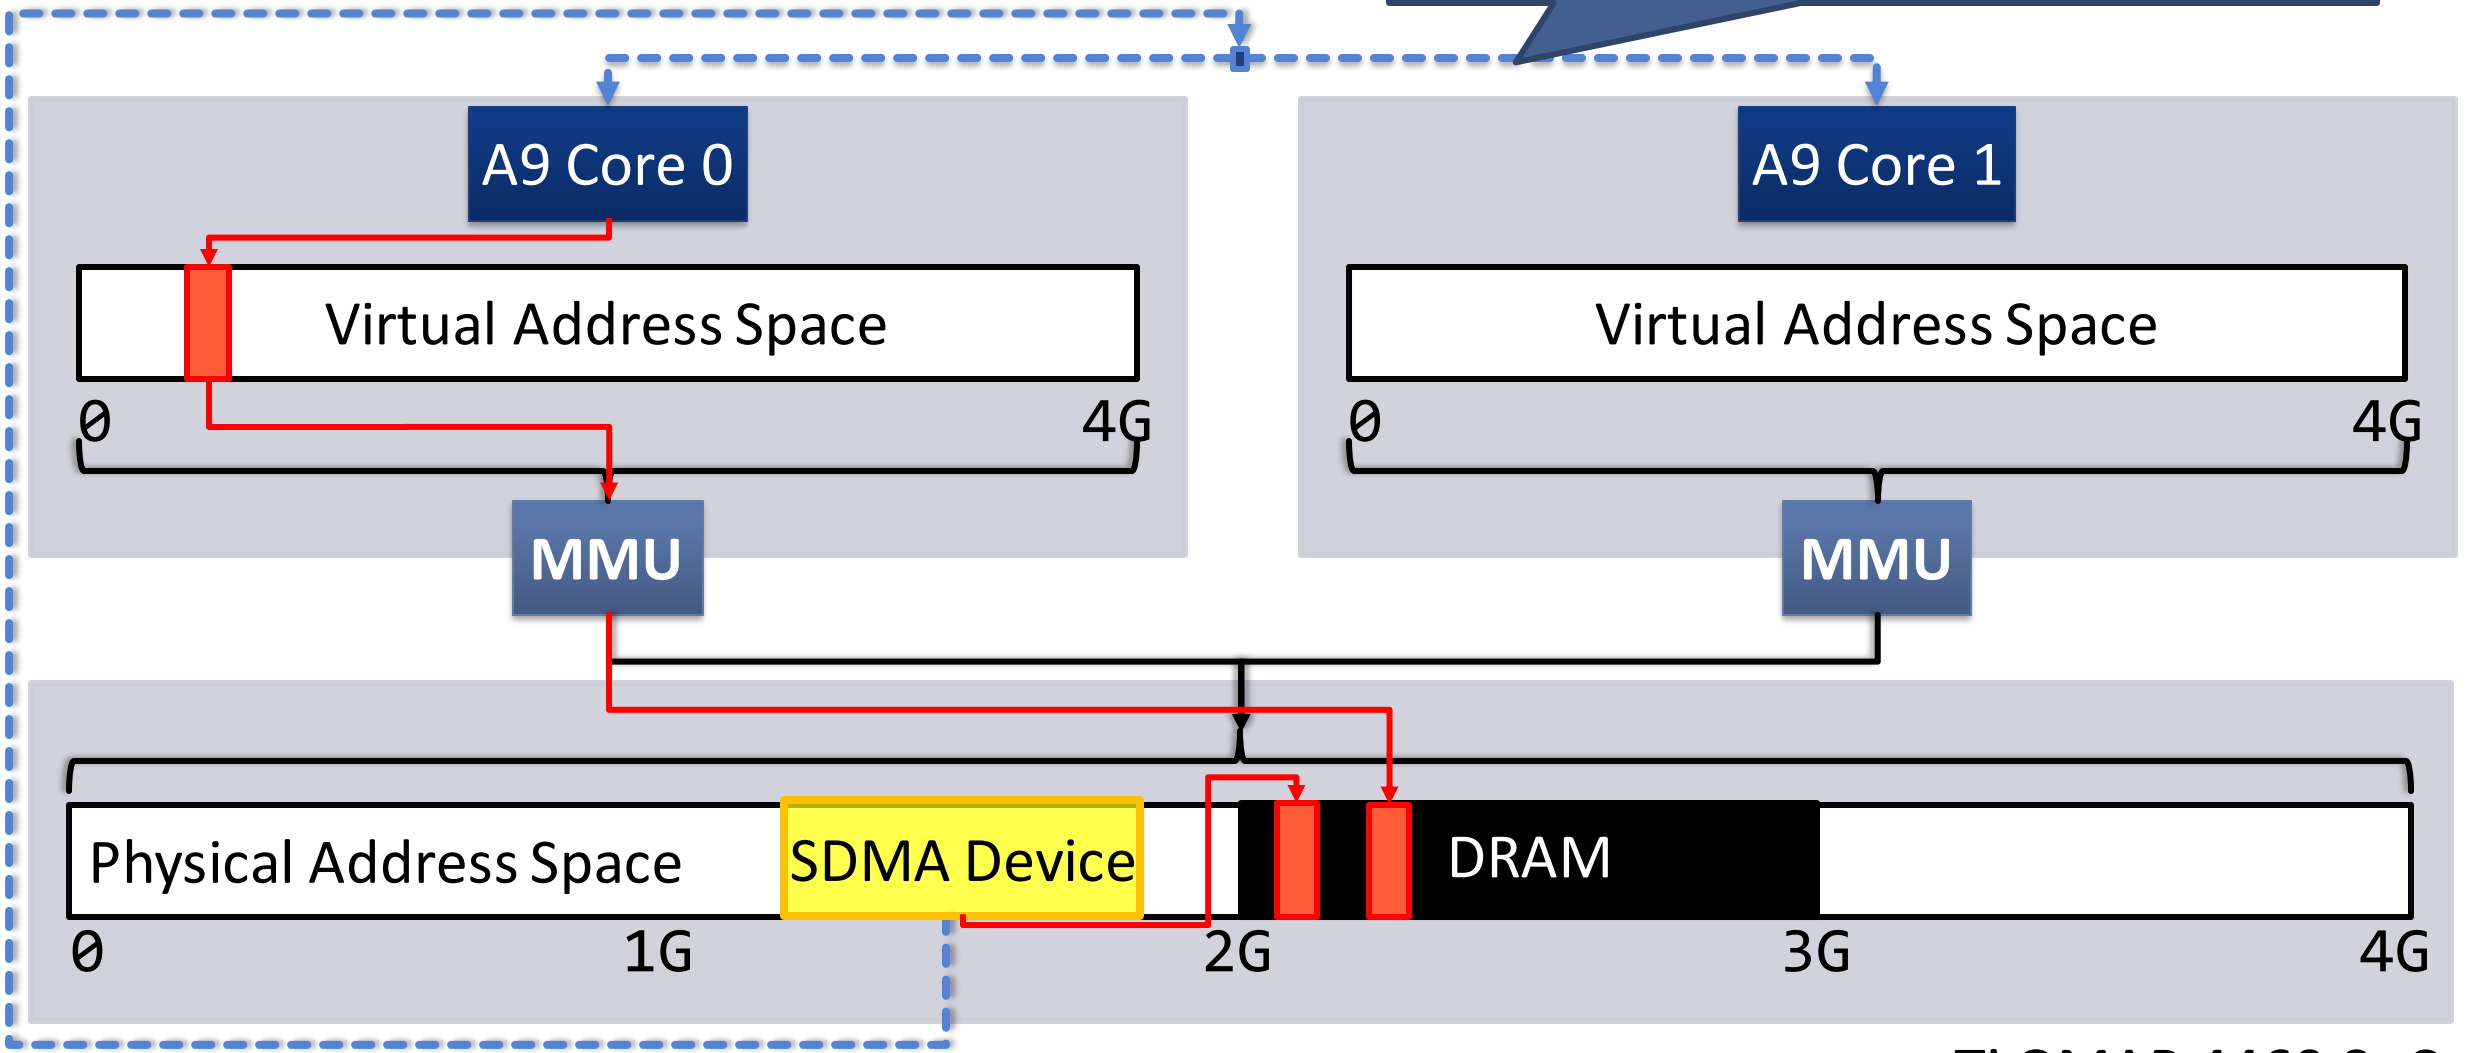 A9 Core 0
A9 Core 1
Virtual Address Space
Virtual Address Space
0
4G
0
4G
MMU
MMU
Physical Address Space
SDMA Device
DRAM
0
1G
2G
3G
4G